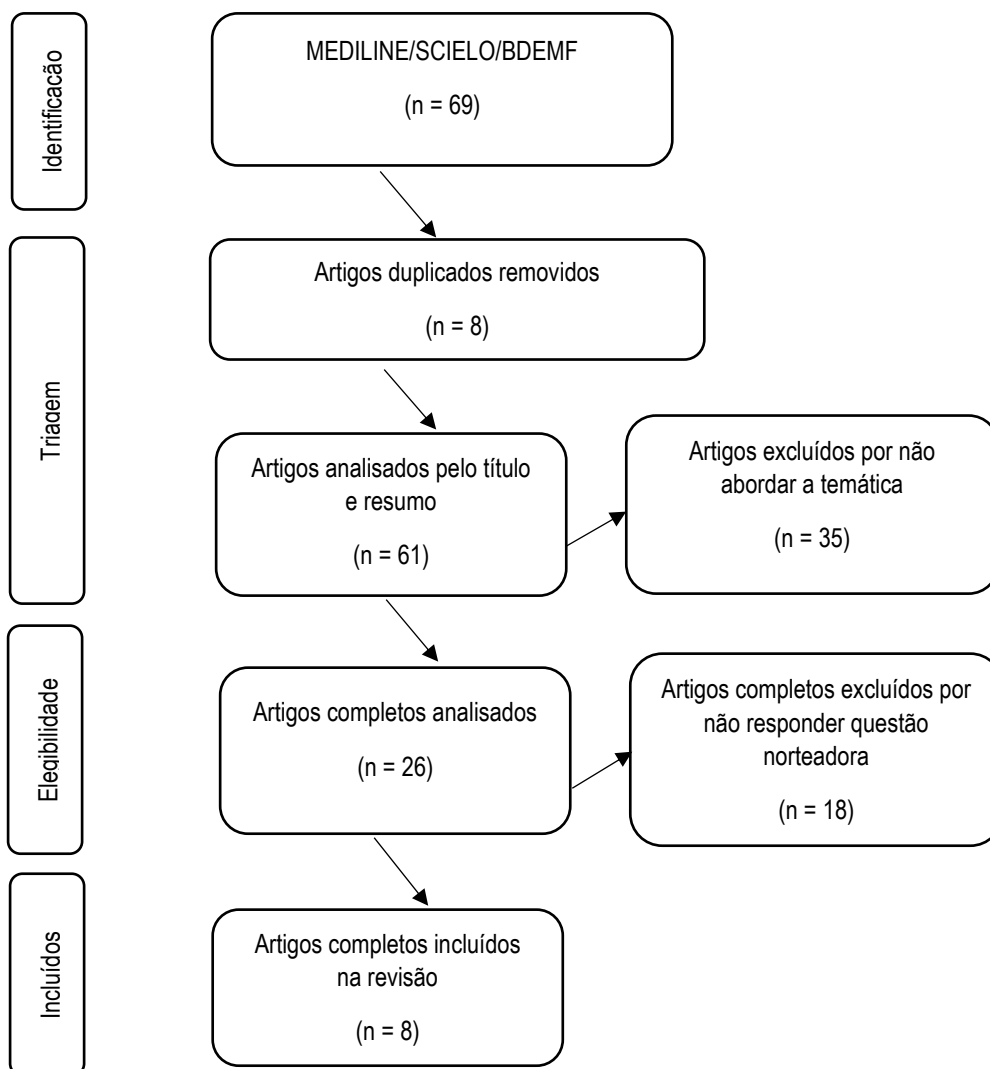 Identificacão
MEDILINE/SCIELO/BDEMF
(n = 69)
Triagem
Artigos duplicados removidos
(n = 8)
Artigos analisados pelo título
e resumo
(n = 61)
Artigos excluídos por não
abordar a temática
(n = 35)
Elegibilidade
Artigos completos analisados
(n = 26)
Artigos completos excluídos por
não responder questão
norteadora
(n = 18)
Incluídos
Artigos completos incluídos
na revisão
(n = 8)